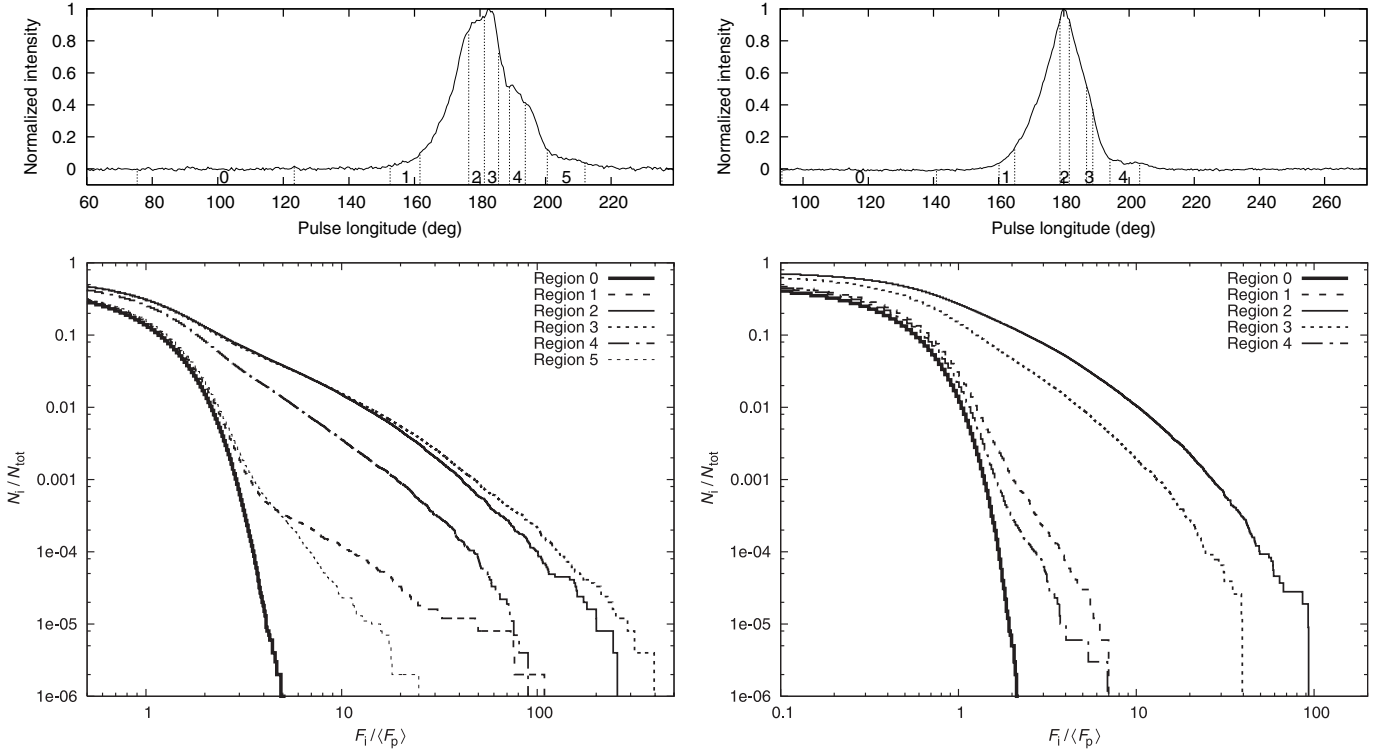 Normalized intensity
1
0.8
0.6
0.4
0.2
0
0 1 2 3 4 5
60 80 100 120 140 160 180 200 220
Pulse longitude (deg)
Normalized intensity
1
0.8
0.6
0.4
0.2
0
0 1 2 3 4
100 120 140 160 180 200 220 240 260
Pulse longitude (deg)
N_i / N_tot
1
0.1
0.01
0.001
1e-04
1e-05
1e-06
Region 0
Region 1
Region 2
Region 3
Region 4
Region 5
1 10 100
F_i / ⟨F_p⟩
N_i / N_tot
1
0.1
0.01
0.001
1e-04
1e-05
1e-06
Region 0
Region 1
Region 2
Region 3
Region 4
0.1 1 10 100
F_i / ⟨F_p⟩